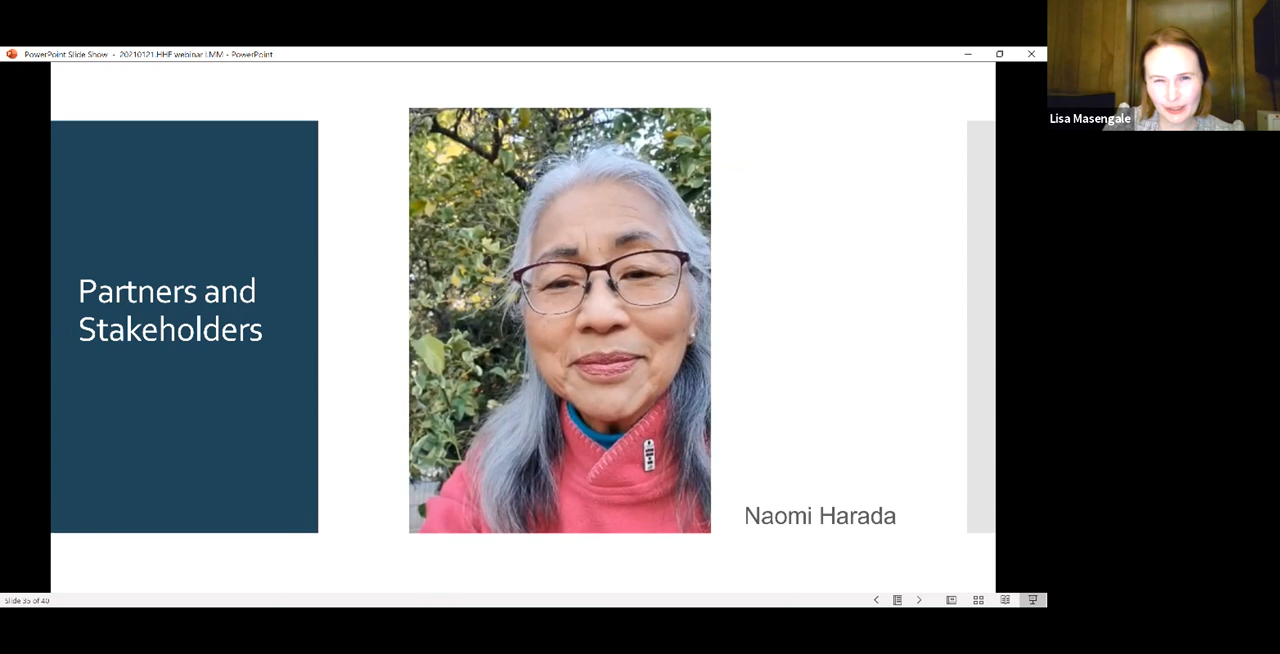 PowerPoint Slide Show - 20210121.HHF webinar LMM - PowerPoint
Lisa Masengale
Partners and
Stakeholders
Naomi Harada
Slide 35 of 40